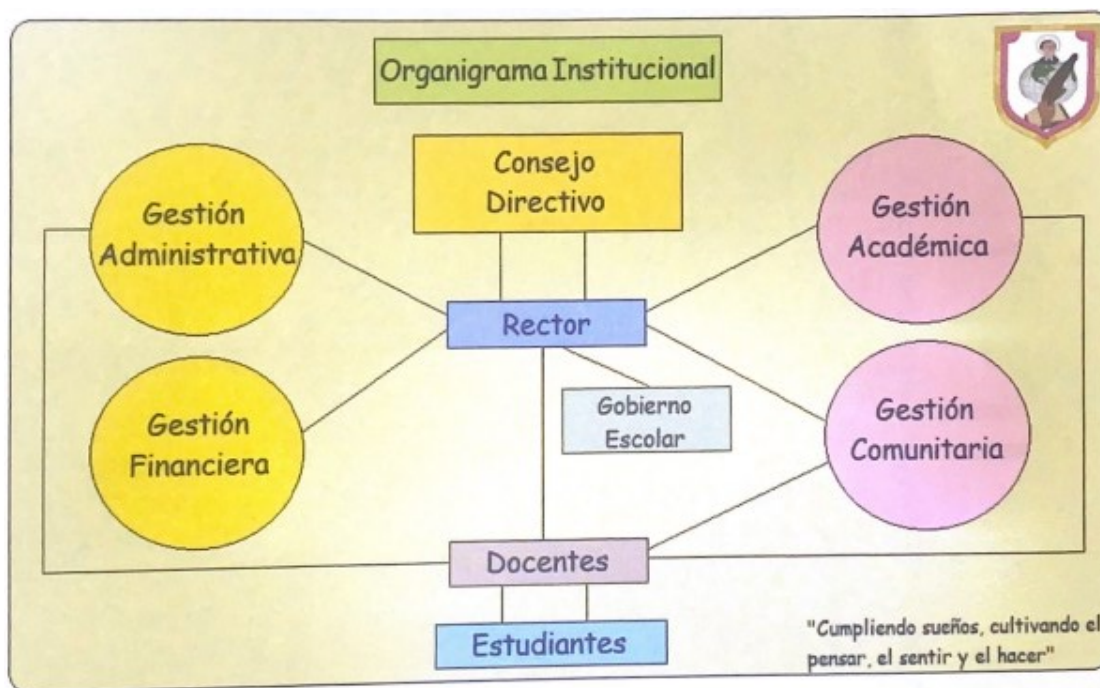 Organigrama Institucional
Consejo
Directivo
Gestión
Administrativa
Gestión
Académica
Rector
Gobierno
Escolar
Gestión
Financiera
Gestión
Comunitaria
Docentes
Estudiantes
"Cumpliendo sueños, cultivando el
pensar, el sentir y el hacer"